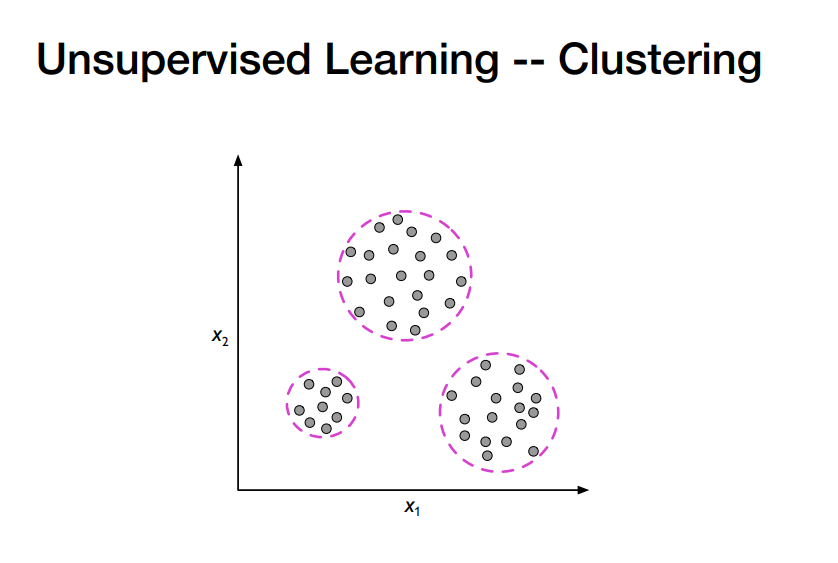 Unsupervised Learning -- Clustering
x₂
x₁